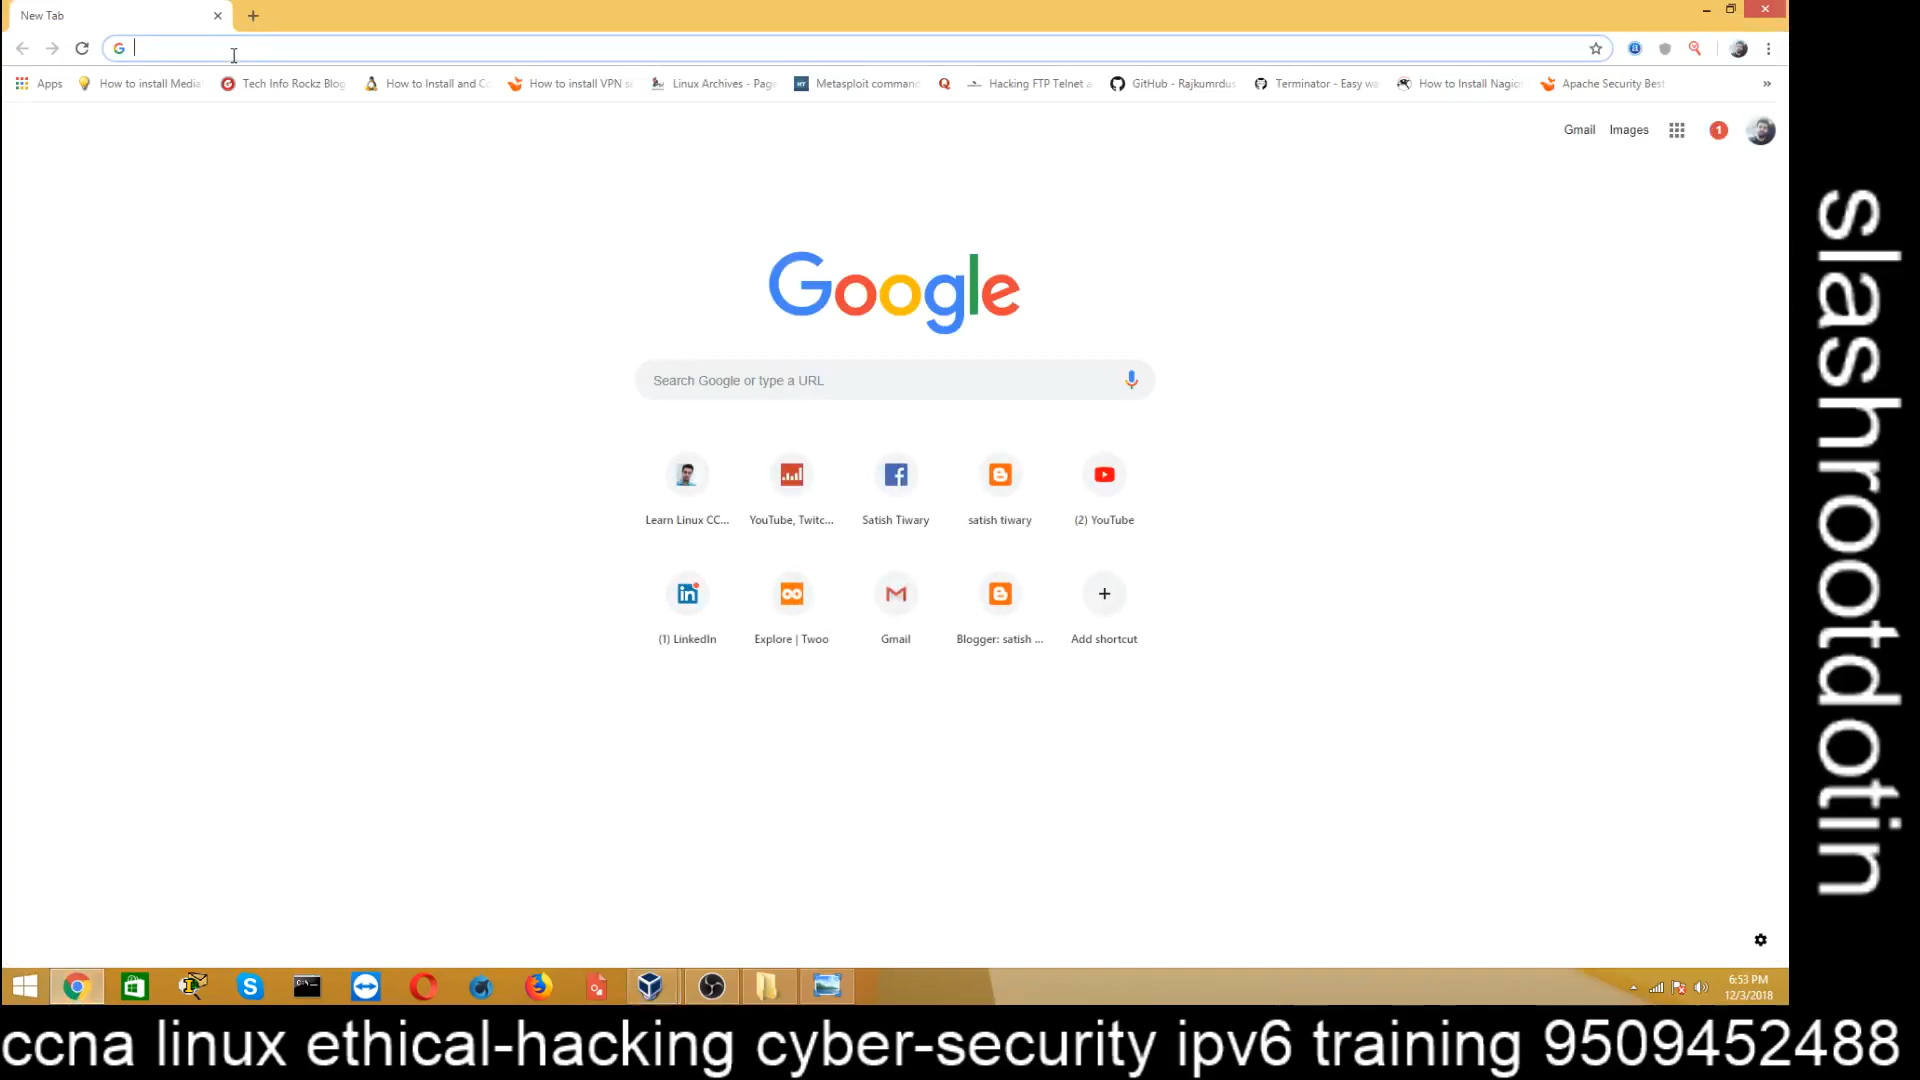 New Tab
Apps
How to install Media
Tech Info Rockz Blog
How to Install and Co
How to install VPN se
Linux Archives - Page
Metasploit command
Hacking FTP Telnet a
GitHub - Rajkumrdus
Terminator - Easy wa
How to Install Nagio
Apache Security Best
»
Gmail
Images
1
Google
Search Google or type a URL
Learn Linux CC...
YouTube, Twitc...
Satish Tiwary
satish tiwary
(2) YouTube
(1) LinkedIn
Explore | Twoo
Gmail
Blogger: satish ...
Add shortcut
6:53 PM
12/3/2018
slashrootdotin
ccna linux ethical-hacking cyber-security ipv6 training 9509452488